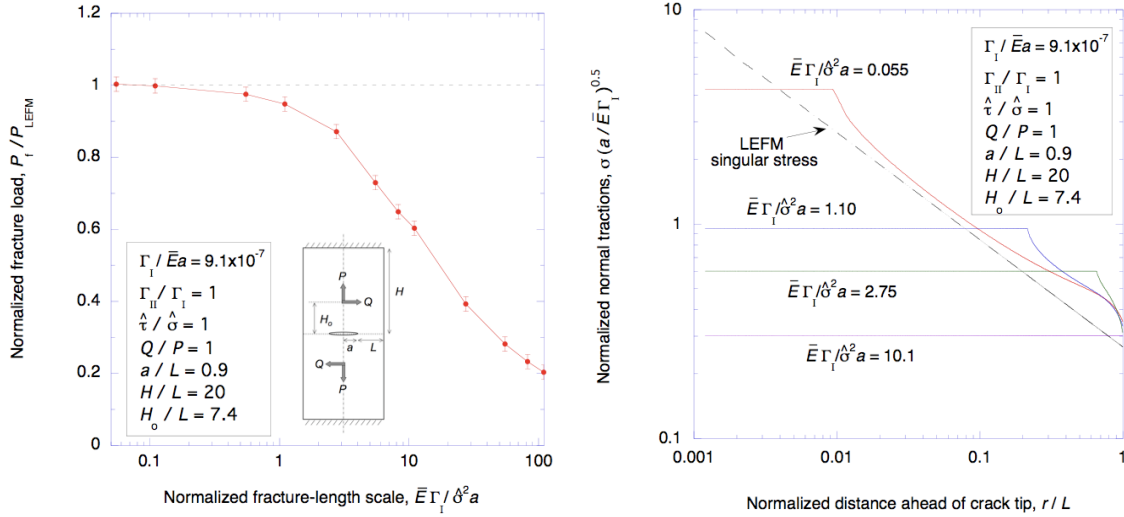 1.2
1
0.8
0.6
0.4
0.2
0
0.1
1
10
100
Normalized fracture load, P_f / P_LEFM
Normalized fracture-length scale, E̅ Γ_I / σ̂² a
Γ_I / E̅a = 9.1x10⁻⁷
Γ_II / Γ_I = 1
τ̂ / σ̂ = 1
Q / P = 1
a / L = 0.9
H / L = 20
H_o / L = 7.4
P
Q
H
H_o
a
L
Q
P
10
1
0.1
0.001
0.01
0.1
1
Normalized normal tractions, σ (a / E̅ Γ_I)^0.5
Normalized distance ahead of crack tip, r / L
E̅ Γ_I/σ̂²a = 0.055
LEFM
singular stress
E̅ Γ_I/σ̂²a = 1.10
E̅ Γ_I/σ̂²a = 2.75
E̅ Γ_I/σ̂²a = 10.1
Γ_I / E̅a = 9.1x10⁻⁷
Γ_II / Γ_I = 1
τ̂ / σ̂ = 1
Q / P = 1
a / L = 0.9
H / L = 20
H_o / L = 7.4